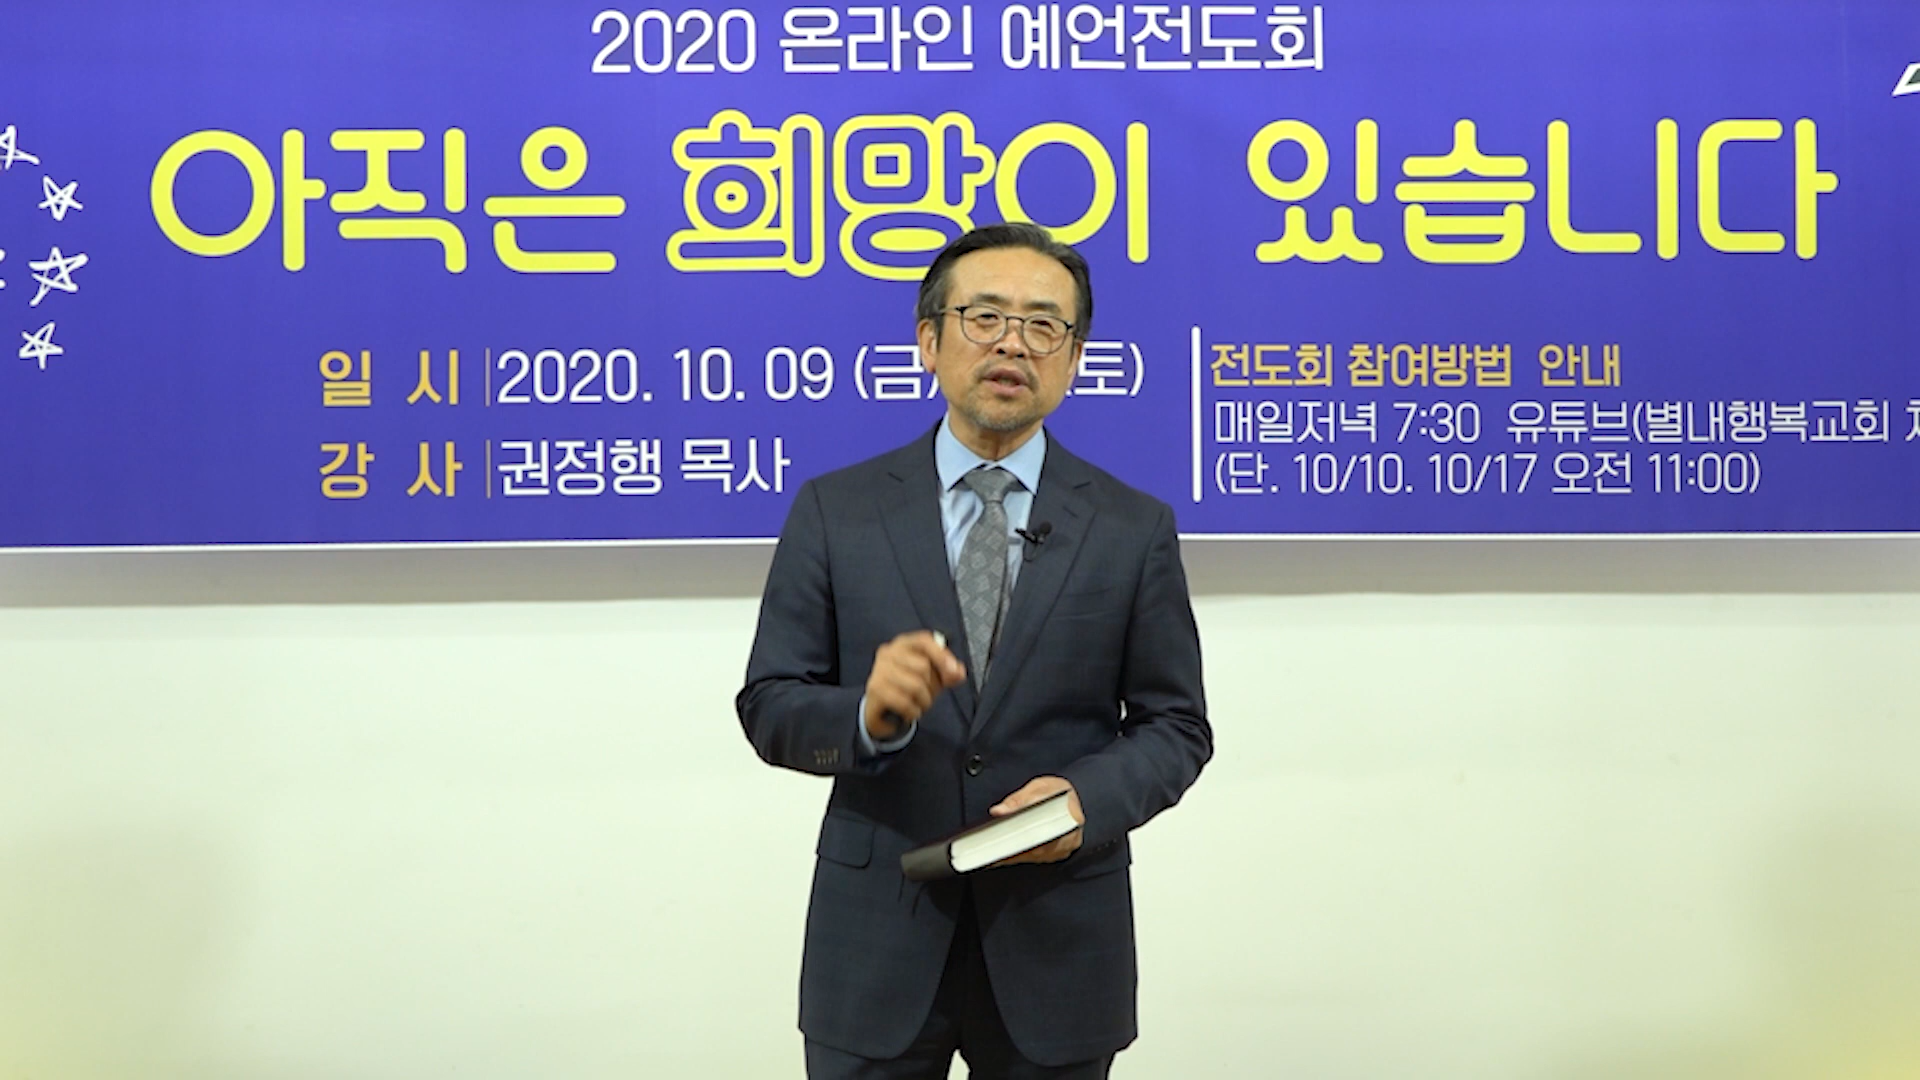 2020 온라인 예언전도회
아직은 희망이 있습니다
일 시 2020. 10. 09 (금) (토)
강 사 권정행 목사
전도회 참여방법 안내
매일저녁 7:30 유튜브(별내행복교회
(단. 10/10. 10/17 오전 11:00)